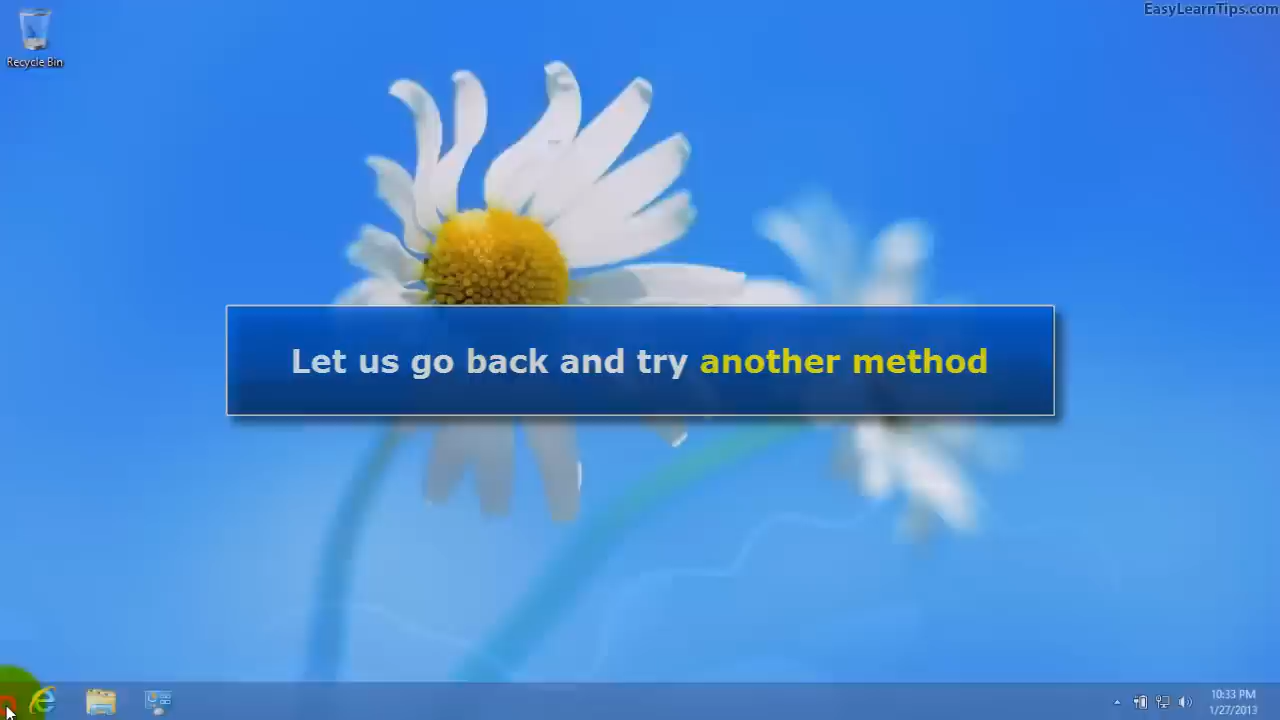 EasyLearnTips.com
Recycle Bin
Let us go back and try another method
10:33 PM
1/27/2013